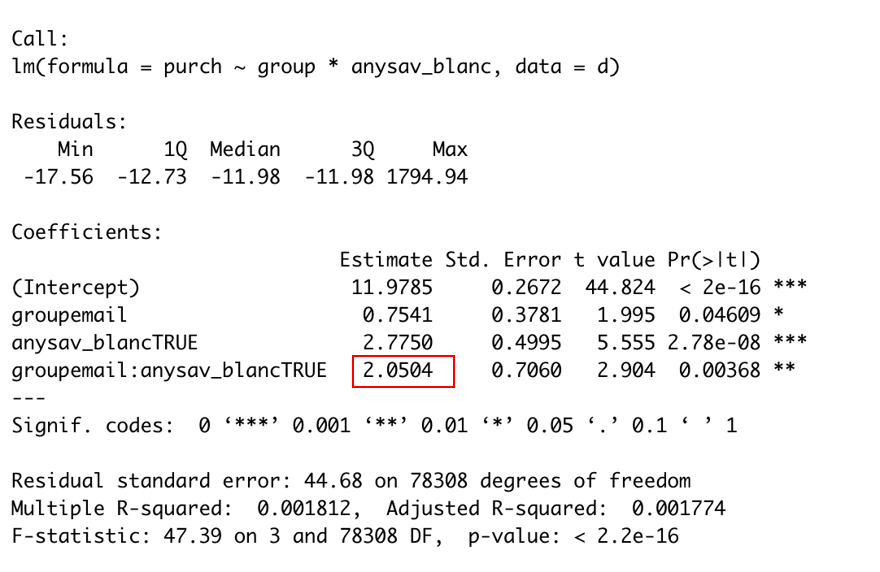 Call:
lm(formula = purch ~ group * anysav_blanc, data = d)
Residuals:
    Min      1Q  Median      3Q     Max
 -17.56  -12.73  -11.98  -11.98 1794.94
Coefficients:
                            Estimate Std. Error t value Pr(>|t|)
(Intercept)                  11.9785     0.2672  44.824  < 2e-16 ***
groupemail                    0.7541     0.3781   1.995  0.04609 *
anysav_blancTRUE              2.7750     0.4995   5.555 2.78e-08 ***
groupemail:anysav_blancTRUE   2.0504     0.7060   2.904  0.00368 **
---
Signif. codes:  0 ‘***’ 0.001 ‘**’ 0.01 ‘*’ 0.05 ‘.’ 0.1 ‘ ’ 1
Residual standard error: 44.68 on 78308 degrees of freedom
Multiple R-squared:  0.001812,  Adjusted R-squared:  0.001774
F-statistic: 47.39 on 3 and 78308 DF,  p-value: < 2.2e-16